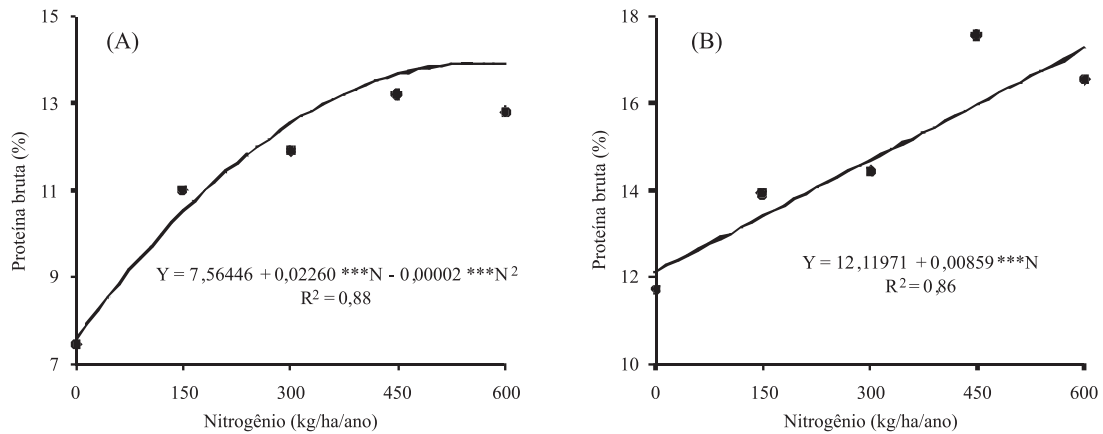 15
(A)
13
11
9
7
Proteína bruta (%)
Y = 7,56446 + 0,02260 ***N - 0,00002 ***N²
R² = 0,88
0 150 300 450 600
Nitrogênio (kg/ha/ano)
18
(B)
16
14
12
10
Proteína bruta (%)
Y = 12,11971 + 0,00859 ***N
R² = 0,86
0 150 300 450 600
Nitrogênio (kg/ha/ano)